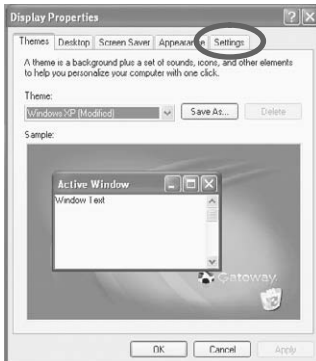 Display Properties
Themes Desktop Screen Saver Appearance Settings
A theme is a background plus a set of sounds, icons, and other elements
to help you personalize your computer with one click.
Theme:
Windows XP (Modified) Save As... Delete
Sample:
Active Window
Window Text
Gateway
OK Cancel Apply